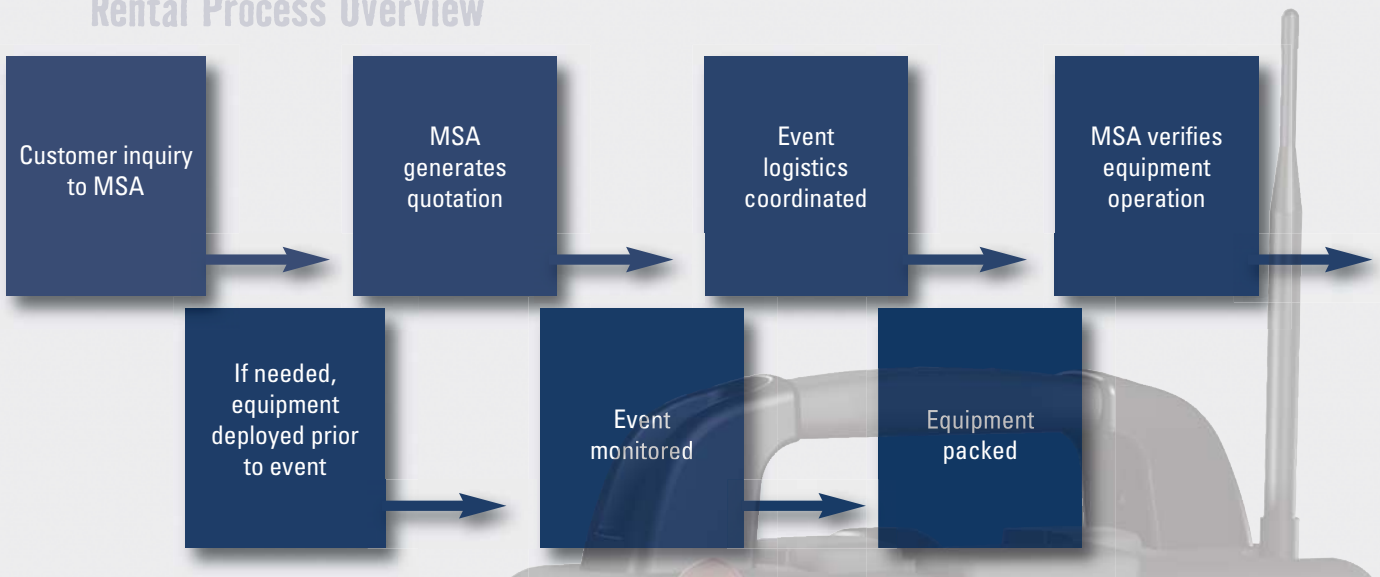 Rental Process Overview
Customer inquiry
to MSA
MSA
generates
quotation
Event
logistics
coordinated
MSA verifies
equipment
operation
If needed,
equipment
deployed prior
to event
Event
monitored
Equipment
packed